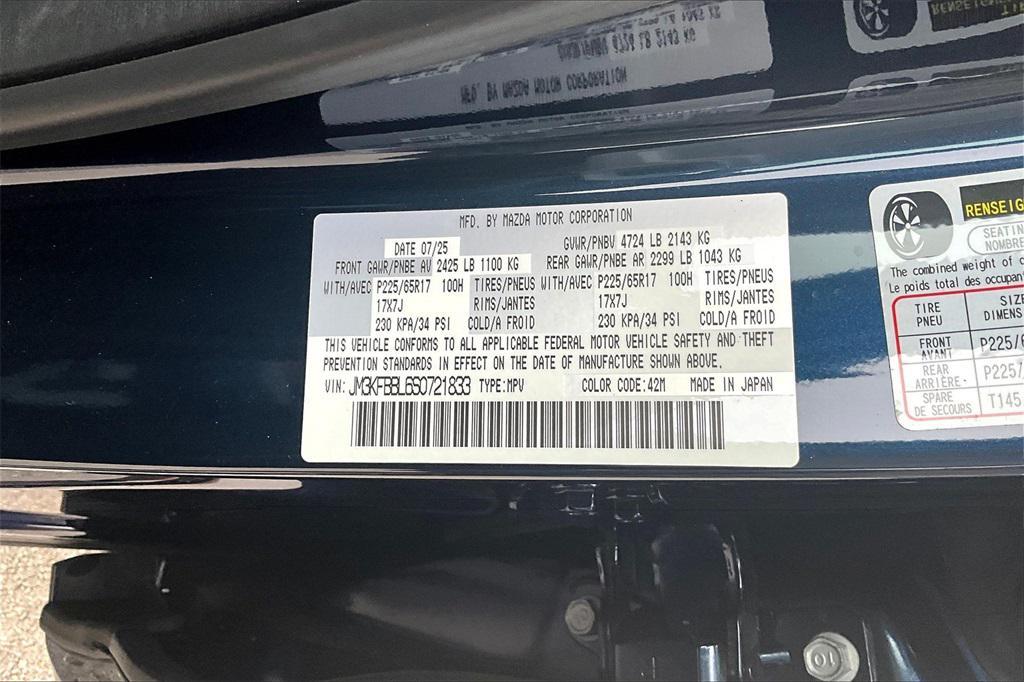 MFD. BY MAZDA MOTOR CORPORATION
DATE 07/25 GVWR/PNBV 4724 LB 2143 KG
FRONT GAWR/PNBE AV 2425 LB 1100 KG REAR GAWR/PNBE AR 2299 LB 1043 KG
WITH/AVEC P225/65R17 100H TIRES/PNEUS WITH/AVEC P225/65R17 100H TIRES/PNEUS
17X7J RIMS/JANTES 17X7J RIMS/JANTES
230 KPA/34 PSI COLD/A FROID 230 KPA/34 PSI COLD/A FROID
THIS VEHICLE CONFORMS TO ALL APPLICABLE FEDERAL MOTOR VEHICLE SAFETY AND THEFT
PREVENTION STANDARDS IN EFFECT ON THE DATE OF MANUFACTURE SHOWN ABOVE.
VIN: JM3KFBBL6S0721833 TYPE:MPV COLOR CODE:42M MADE IN JAPAN
RENSEIG
SEATIN
NOMBRE
The combined weight of c
Le poids total des occupan
TIRE SIZE
PNEU DIMENS
FRONT P225/6
AVANT
REAR P225/
ARRIÈRE
SPARE T145
DE SECOURS
10